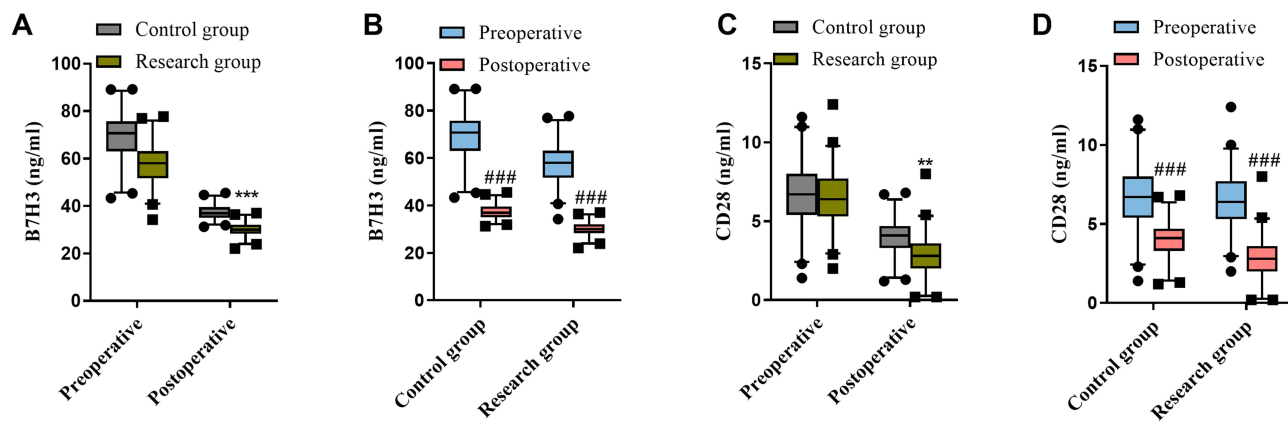 A
Control group
Research group
B7H3 (ng/ml)
100
80
60
40
20
0
***
Preoperative
Postoperative
B
Preoperative
Postoperative
B7H3 (ng/ml)
100
80
60
40
20
0
###
###
Control group
Research group
C
Control group
Research group
CD28 (ng/ml)
15
10
5
0
**
Preoperative
Postoperative
D
Preoperative
Postoperative
CD28 (ng/ml)
15
10
5
0
###
###
Control group
Research group